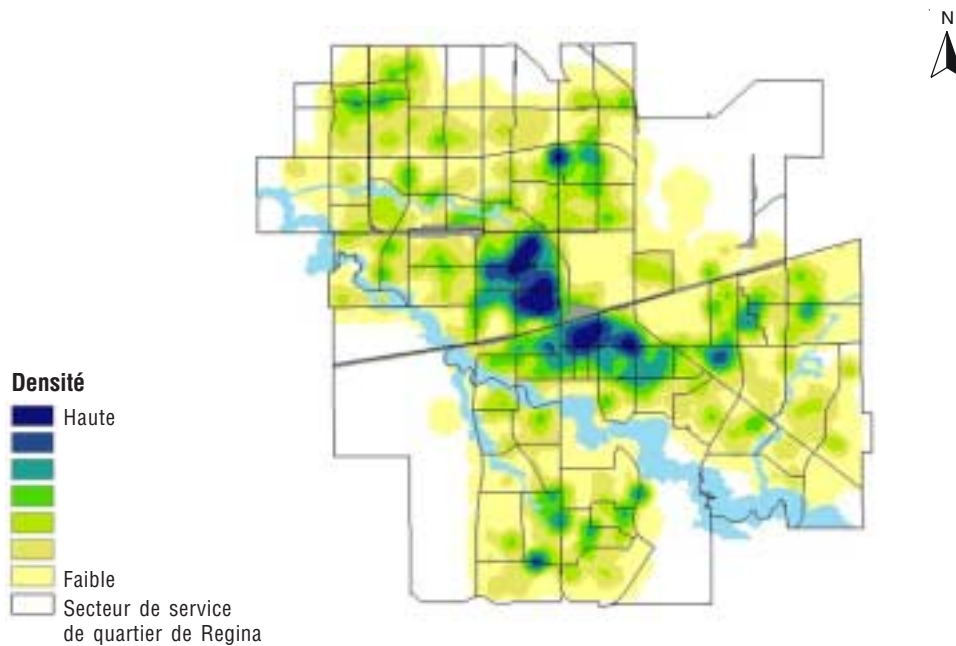 N
Densité
Haute
Faible
Secteur de service
de quartier de Regina